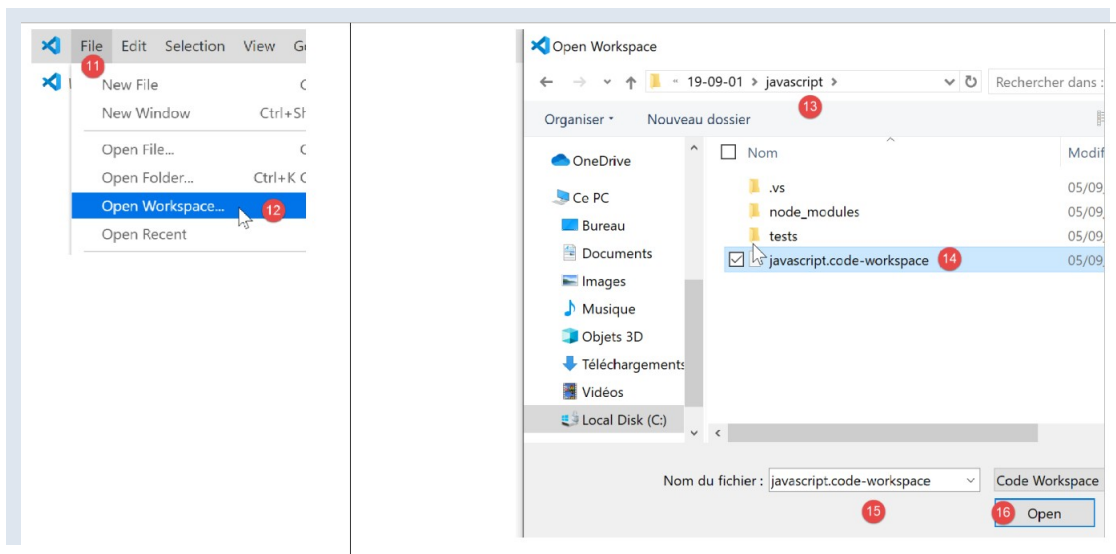 File Edit Selection View
11
New File
New Window Ctrl+Sh
Open File...
Open Folder... Ctrl+K
Open Workspace... 12
Open Recent
Open Workspace
« 19-09-01 > javascript > Rechercher dans :
13
Organiser Nouveau dossier
OneDrive
Ce PC
Bureau
Documents
Images
Musique
Objets 3D
Téléchargements
Vidéos
Local Disk (C:)
Nom Modif
.vs 05/09
node_modules 05/09
tests 05/09
javascript.code-workspace 14 05/09
Nom du fichier : javascript.code-workspace Code Workspace
15 16 Open